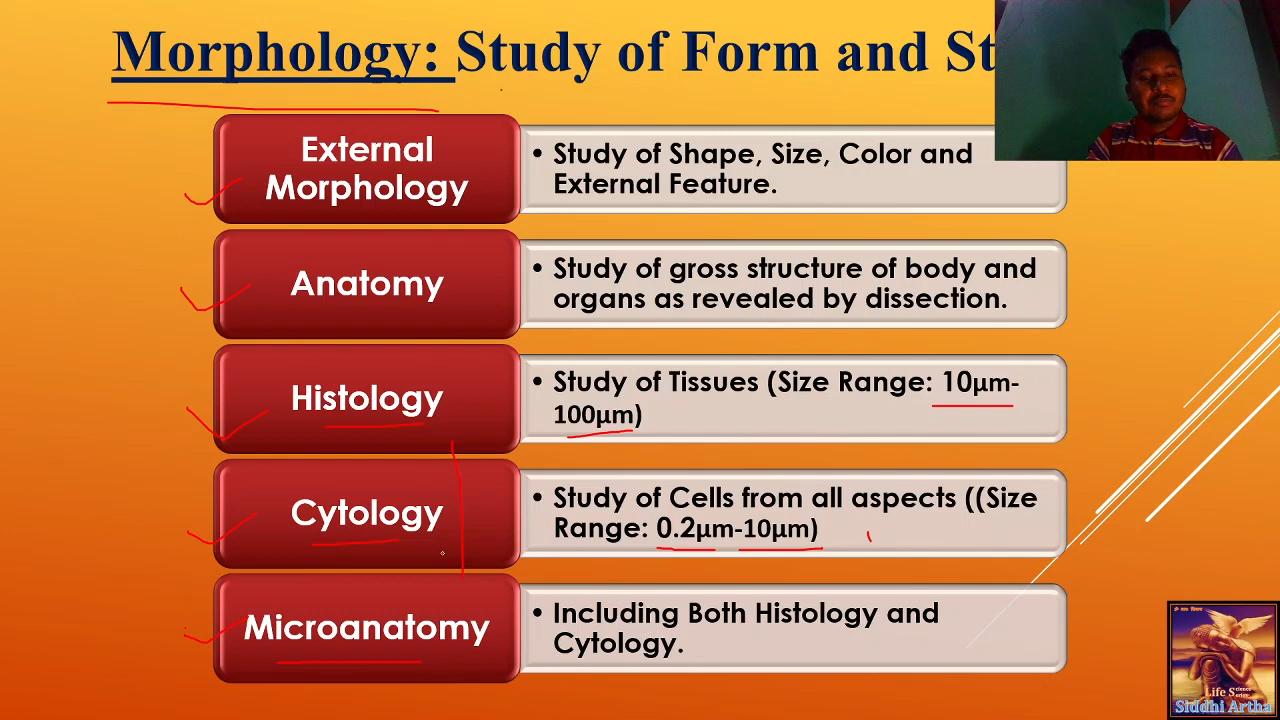 Morphology: Study of Form and St
External
Morphology
• Study of Shape, Size, Color and
External Feature.
Anatomy
• Study of gross structure of body and
organs as revealed by dissection.
Histology
• Study of Tissues (Size Range: 10μm-
100μm)
Cytology
• Study of Cells from all aspects ((Size
Range: 0.2μm-10μm)
Microanatomy
• Including Both Histology and
Cytology.
Life Science
Siddhi Artha